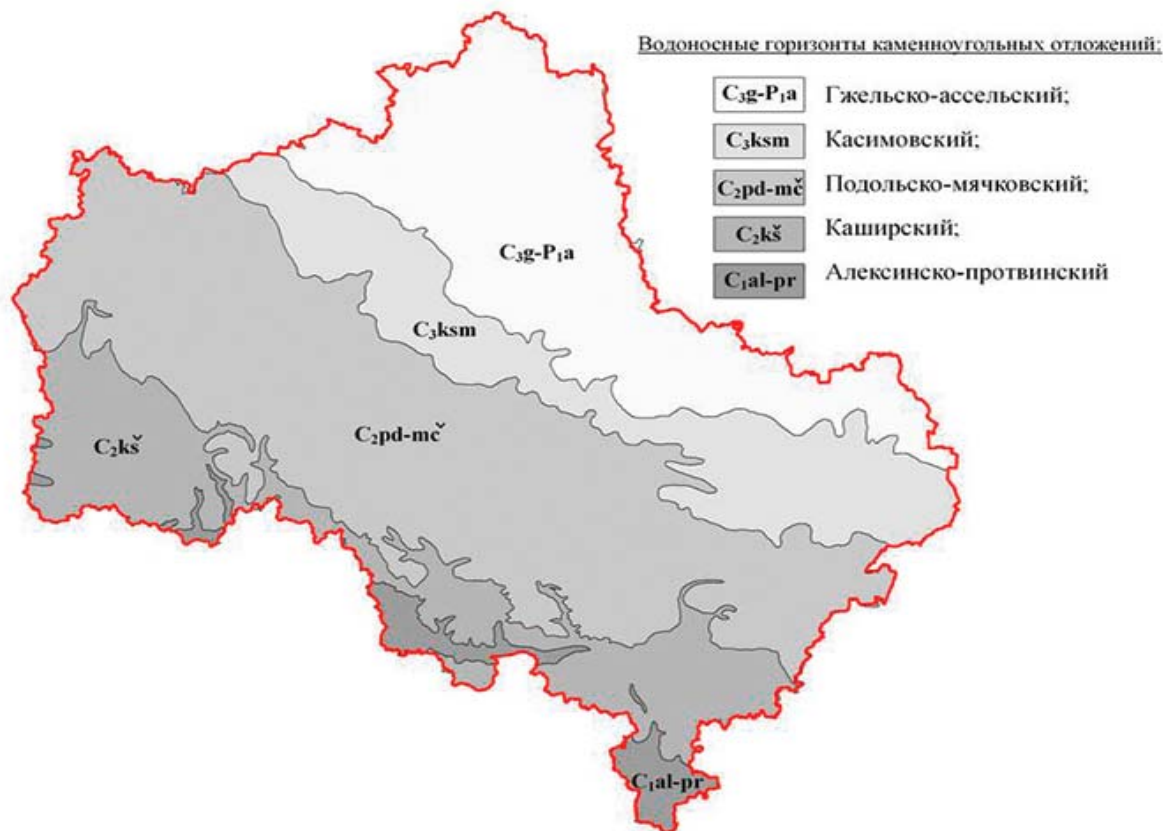 Водоносные горизонты каменноугольных отложений:
C₃g-P₁a Гжельско-ассельский;
C₃ksm Касимовский;
C₂pd-mč Подольско-мячковский;
C₂kš Каширский;
C₁al-pr Алексинско-протвинский
C₃g-P₁a
C₃ksm
C₂pd-mč
C₂kš
C₁al-pr